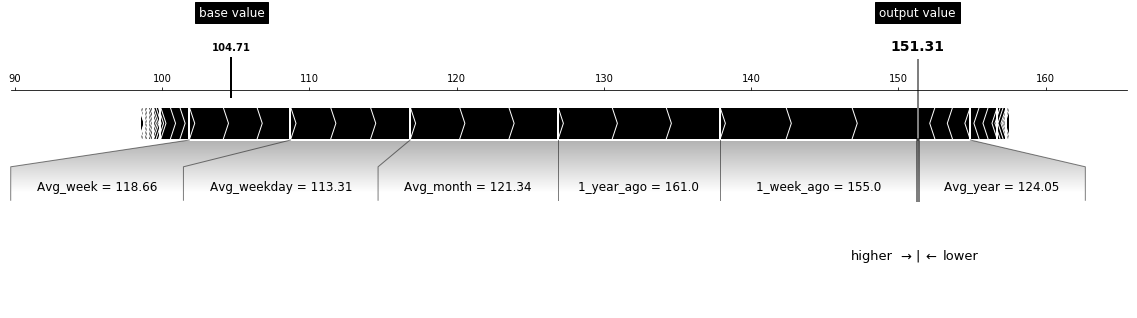 base value output value
104.71 151.31
90 100 110 120 130 140 150 160
Avg_week = 118.66 Avg_weekday = 113.31 Avg_month = 121.34 1_year_ago = 161.0 1_week_ago = 155.0 Avg_year = 124.05
higher → | ← lower